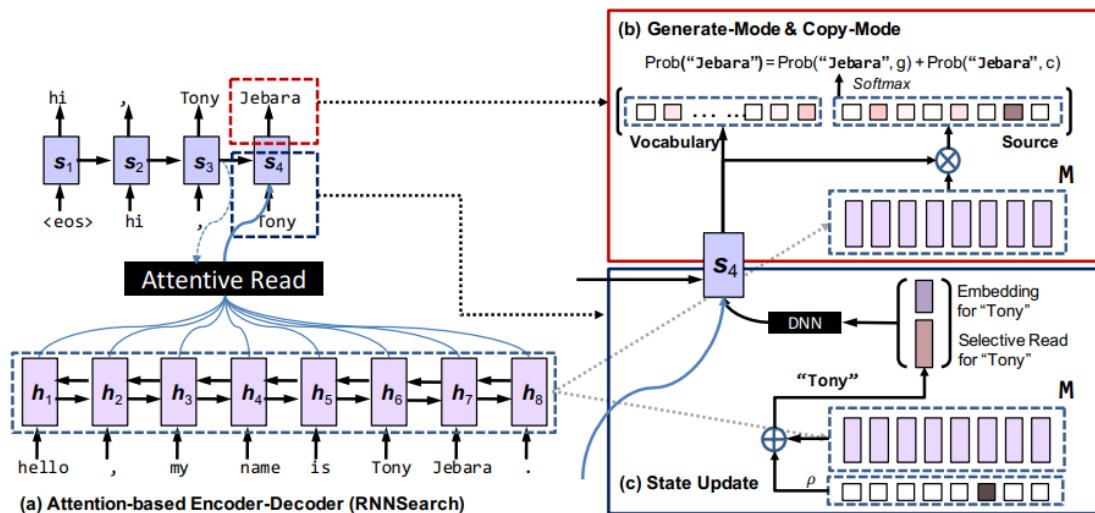 hi , Tony Jebara
s1 s2 s3 s4
<eos> hi , Tony
Attentive Read
h1 h2 h3 h4 h5 h6 h7 h8
hello , my name is Tony Jebara .
(a) Attention-based Encoder-Decoder (RNNSearch)
(b) Generate-Mode & Copy-Mode
Prob("Jebara") = Prob("Jebara", g) + Prob("Jebara", c)
Softmax
... ...
Vocabulary Source
M
s4
Embedding
for "Tony"
DNN
Selective Read
for "Tony"
"Tony"
M
ρ
(c) State Update